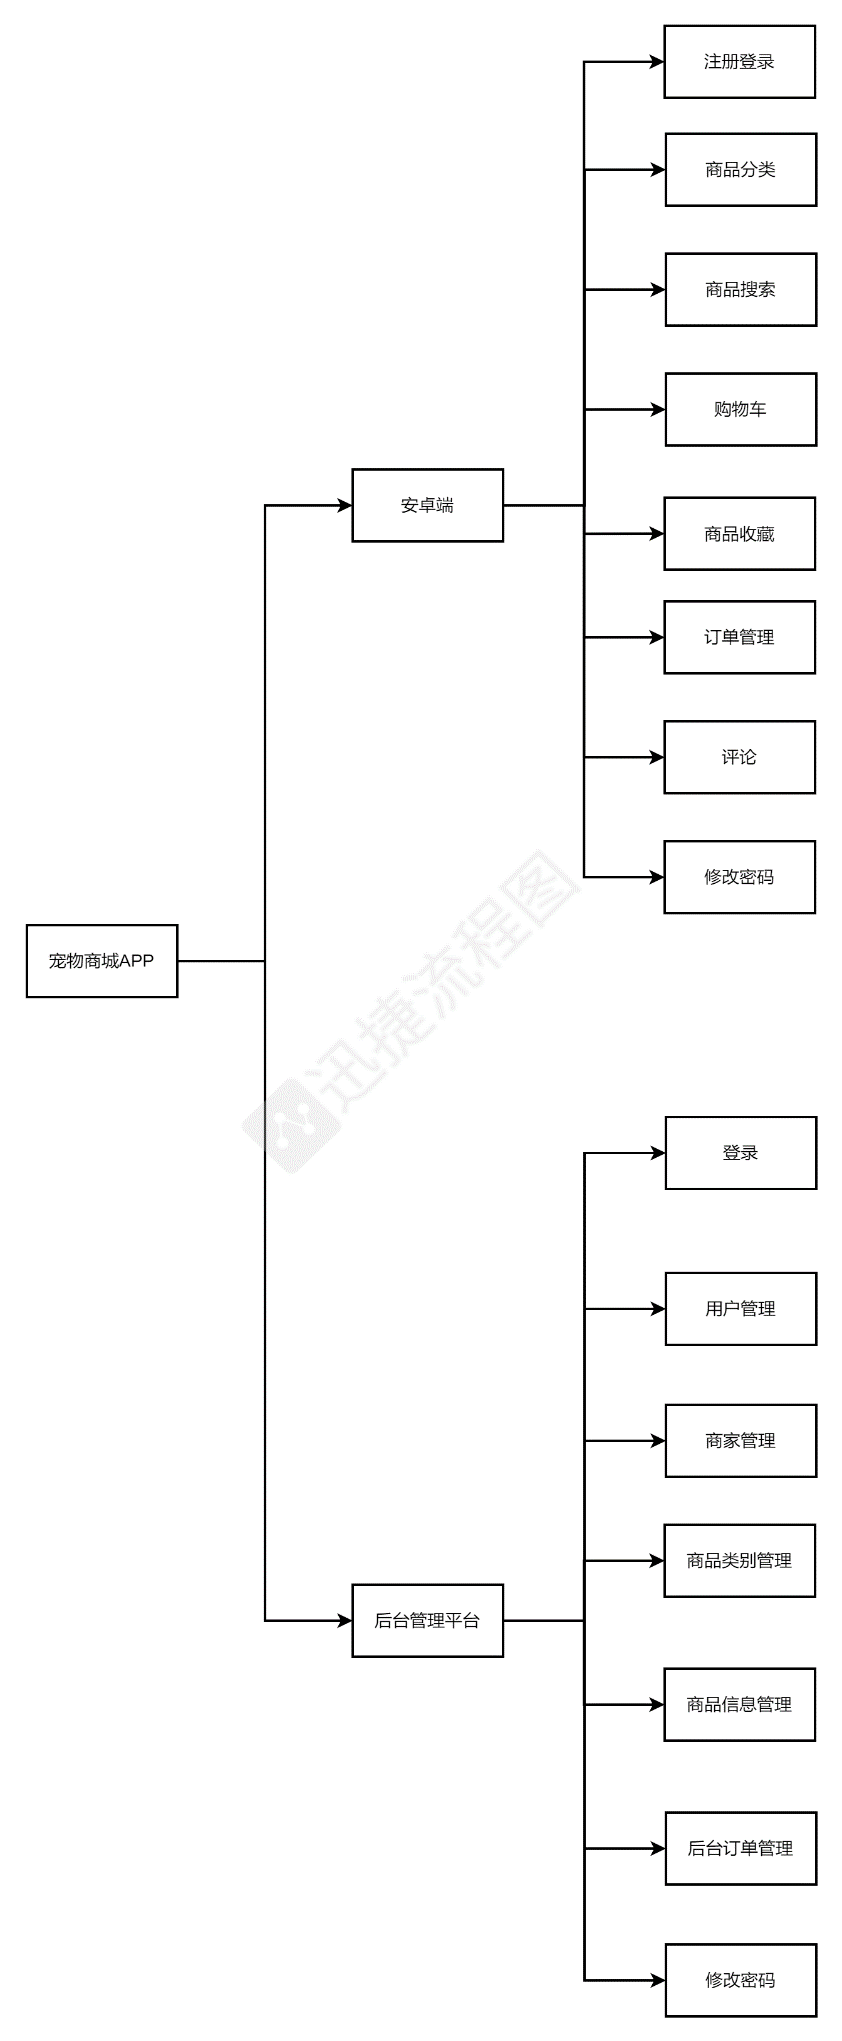 注册登录
商品分类
商品搜索
购物车
安卓端
商品收藏
订单管理
评论
修改密码
宠物商城APP
迅捷流程图
登录
用户管理
商家管理
商品类别管理
后台管理平台
商品信息管理
后台订单管理
修改密码